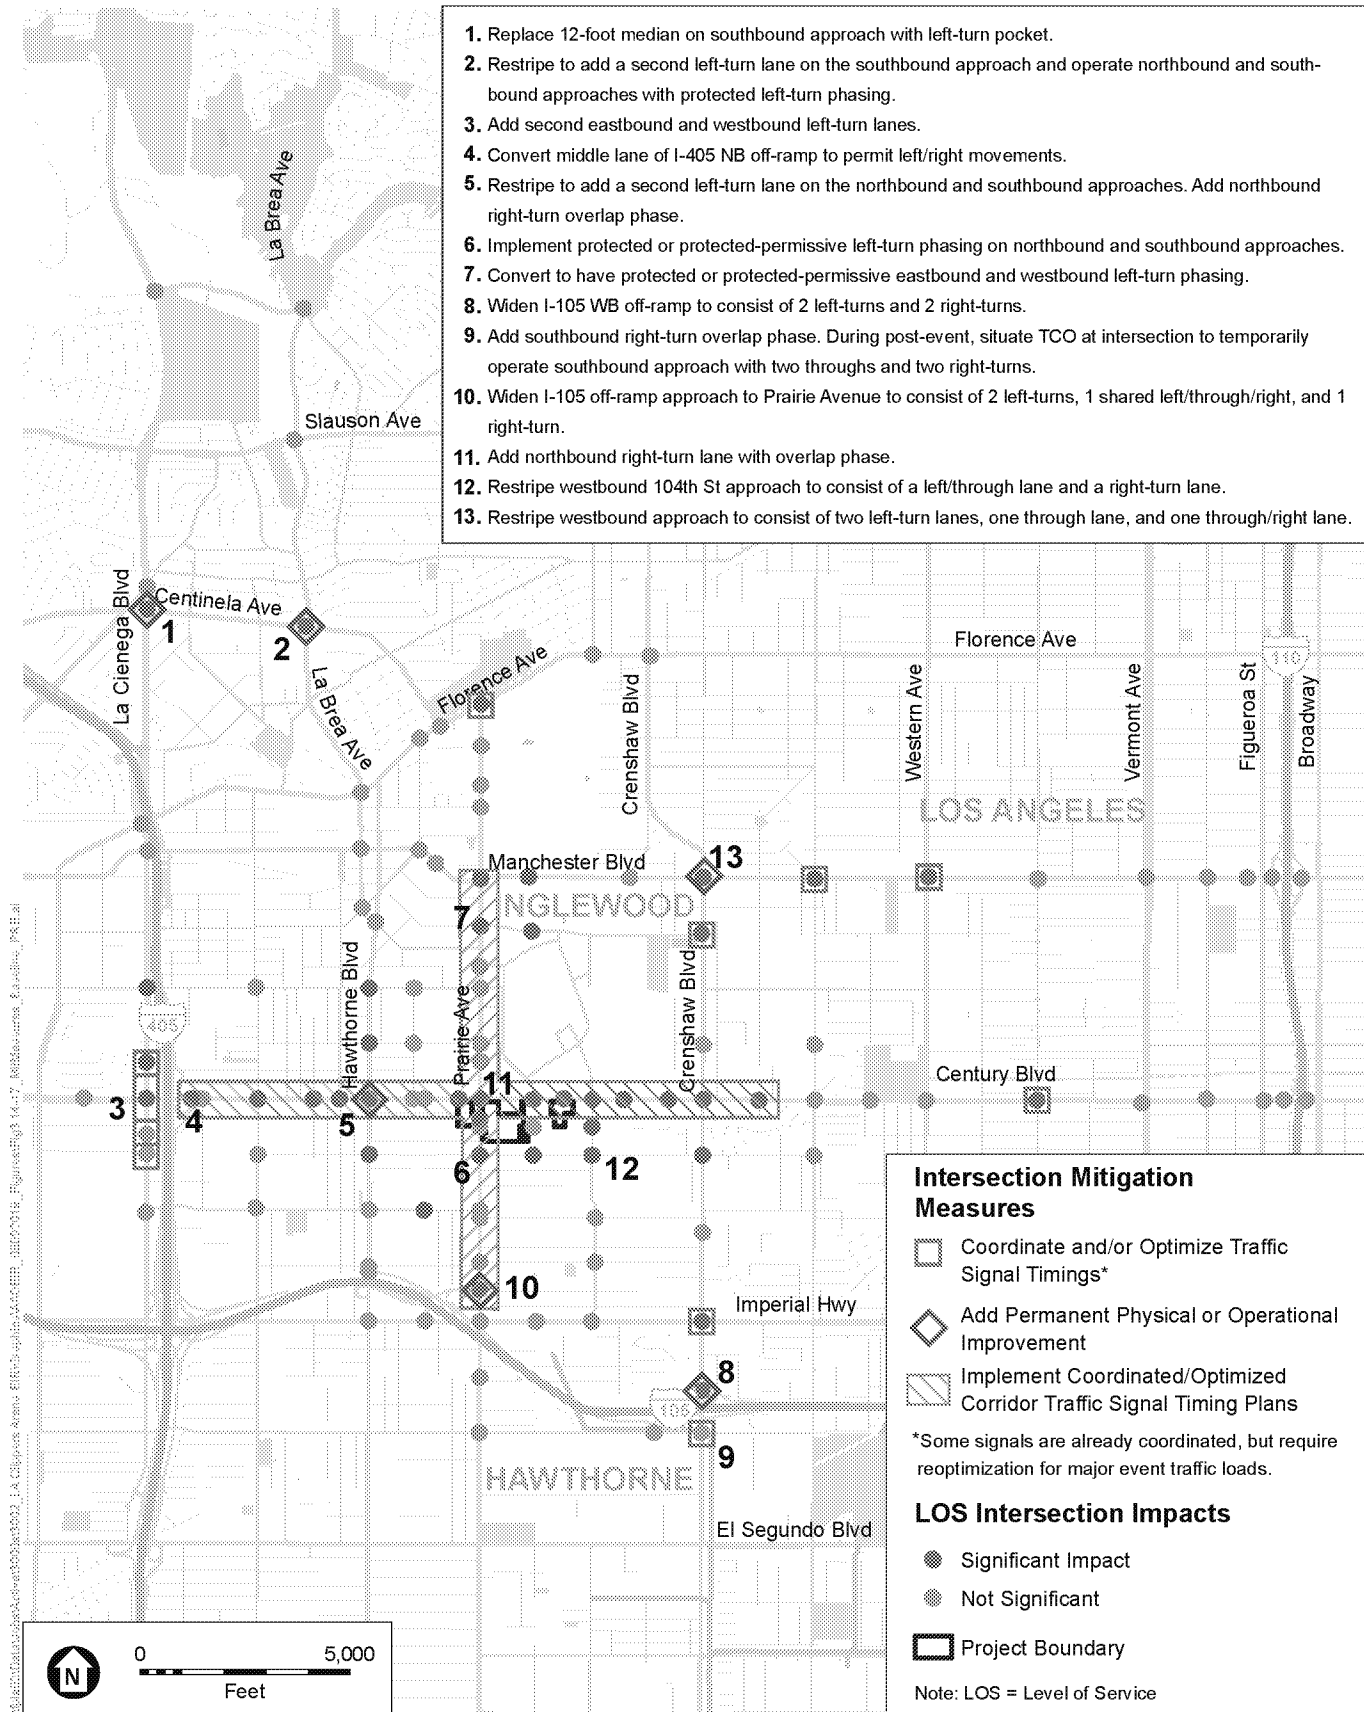 1. Replace 12-foot median on southbound approach with left-turn pocket.
2. Restripe to add a second left-turn lane on the southbound approach and operate northbound and south-
bound approaches with protected left-turn phasing.
3. Add second eastbound and westbound left-turn lanes.
4. Convert middle lane of I-405 NB off-ramp to permit left/right movements.
5. Restripe to add a second left-turn lane on the northbound and southbound approaches. Add northbound
right-turn overlap phase.
6. Implement protected or protected-permissive left-turn phasing on northbound and southbound approaches.
7. Convert to have protected or protected-permissive eastbound and westbound left-turn phasing.
8. Widen I-105 WB off-ramp to consist of 2 left-turns and 2 right-turns.
9. Add southbound right-turn overlap phase. During post-event, situate TCO at intersection to temporarily
operate southbound approach with two throughs and two right-turns.
10. Widen I-105 off-ramp approach to Prairie Avenue to consist of 2 left-turns, 1 shared left/through/right, and 1
right-turn.
11. Add northbound right-turn lane with overlap phase.
12. Restripe westbound 104th St approach to consist of a left/through lane and a right-turn lane.
13. Restripe westbound approach to consist of two left-turn lanes, one through lane, and one through/right lane.
La Brea Ave
Slauson Ave
La Cienega Blvd
Centinela Ave
1
2
La Brea Ave
Florence Ave
Florence Ave
Crenshaw Blvd
Western Ave
Vermont Ave
Figueroa St
110
Broadway
LOS ANGELES
Manchester Blvd
13
NGLEWOOD
7
Hawthorne Blvd
Prairie Ave
Crenshaw Blvd
405
Century Blvd
3
4
5
11
6
12
10
Imperial Hwy
8
105
9
HAWTHORNE
El Segundo Blvd
Intersection Mitigation
Measures
Coordinate and/or Optimize Traffic
Signal Timings*
Add Permanent Physical or Operational
Improvement
Implement Coordinated/Optimized
Corridor Traffic Signal Timing Plans
*Some signals are already coordinated, but require
reoptimization for major event traffic loads.
LOS Intersection Impacts
Significant Impact
Not Significant
Project Boundary
Note: LOS = Level of Service
N
0 5,000
Feet